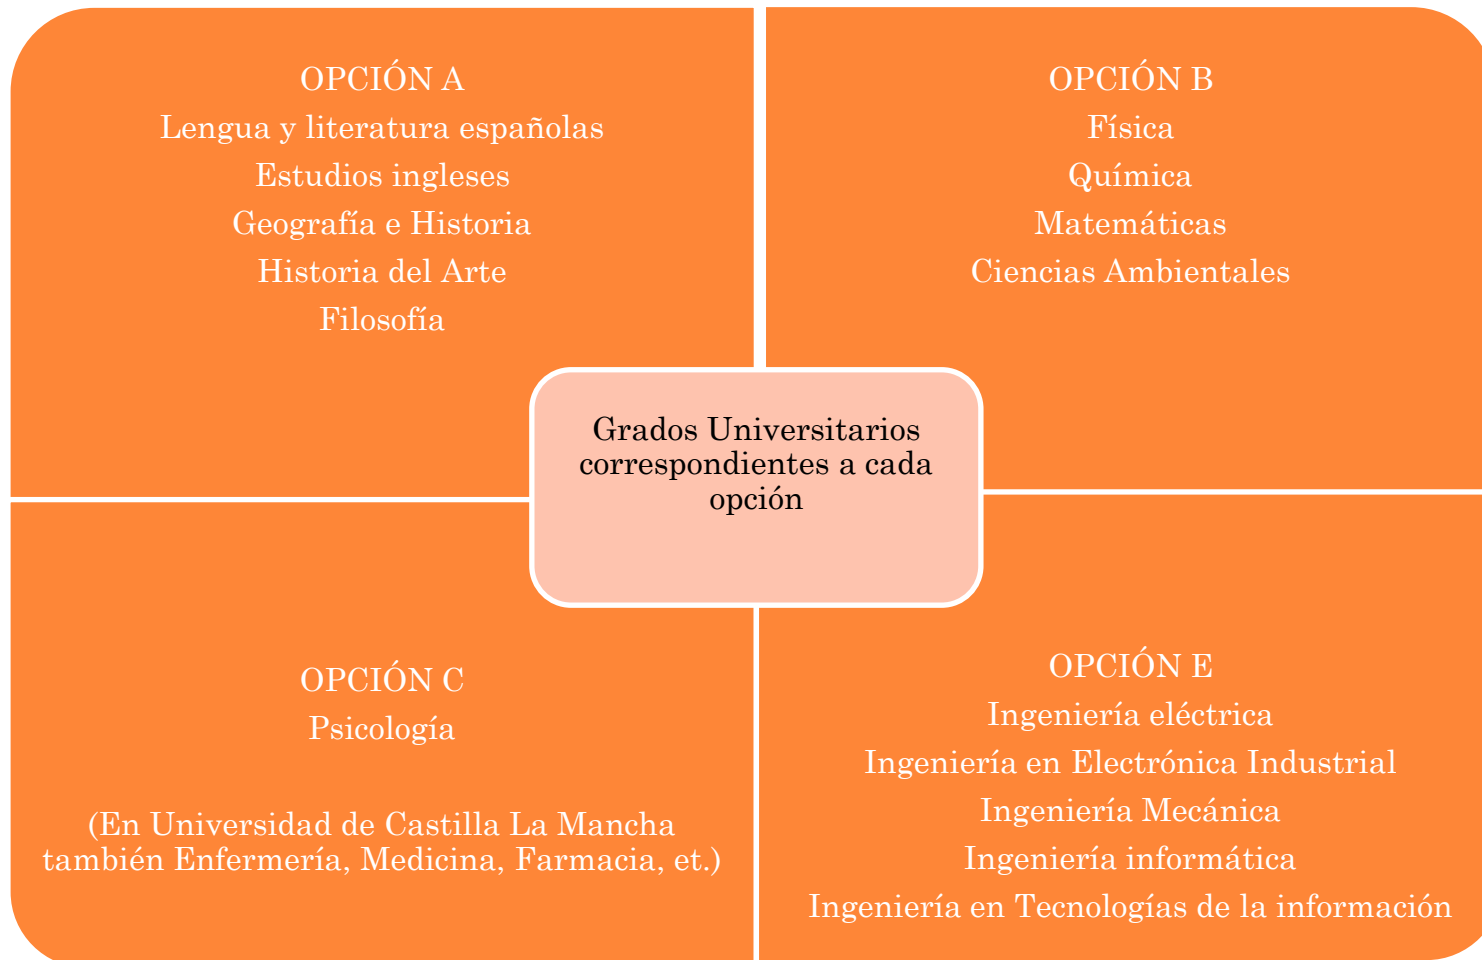 OPCIÓN A
Lengua y literatura españolas
Estudios ingleses
Geografía e Historia
Historia del Arte
Filosofía
OPCIÓN B
Física
Química
Matemáticas
Ciencias Ambientales
Grados Universitarios
correspondientes a cada
opción
OPCIÓN C
Psicología
(En Universidad de Castilla La Mancha
también Enfermería, Medicina, Farmacia, et.)
OPCIÓN E
Ingeniería eléctrica
Ingeniería en Electrónica Industrial
Ingeniería Mecánica
Ingeniería informática
Ingeniería en Tecnologías de la información